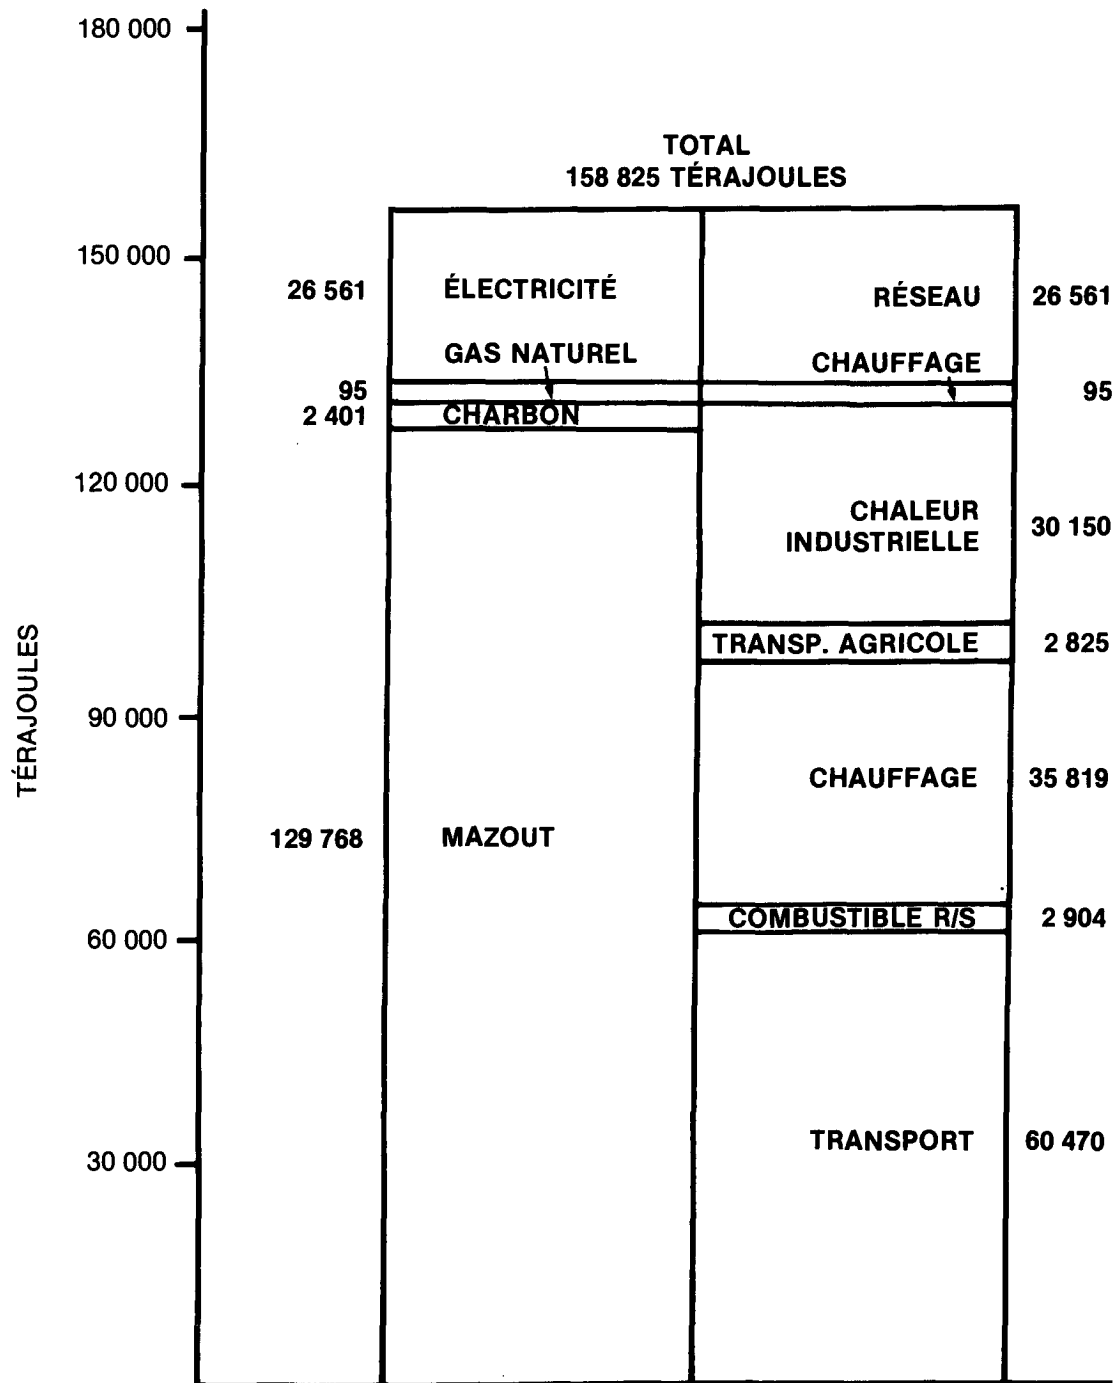 180 000
TOTAL
158 825 TÉRAJOULES
150 000
26 561
ÉLECTRICITÉ
RÉSEAU
26 561
GAS NATUREL
CHAUFFAGE
95
95
2 401
CHARBON
120 000
CHALEUR
INDUSTRIELLE
30 150
TRANSP. AGRICOLE
2 825
TÉRAJOULES
90 000
CHAUFFAGE
35 819
129 768
MAZOUT
COMBUSTIBLE R/S
2 904
60 000
TRANSPORT
60 470
30 000